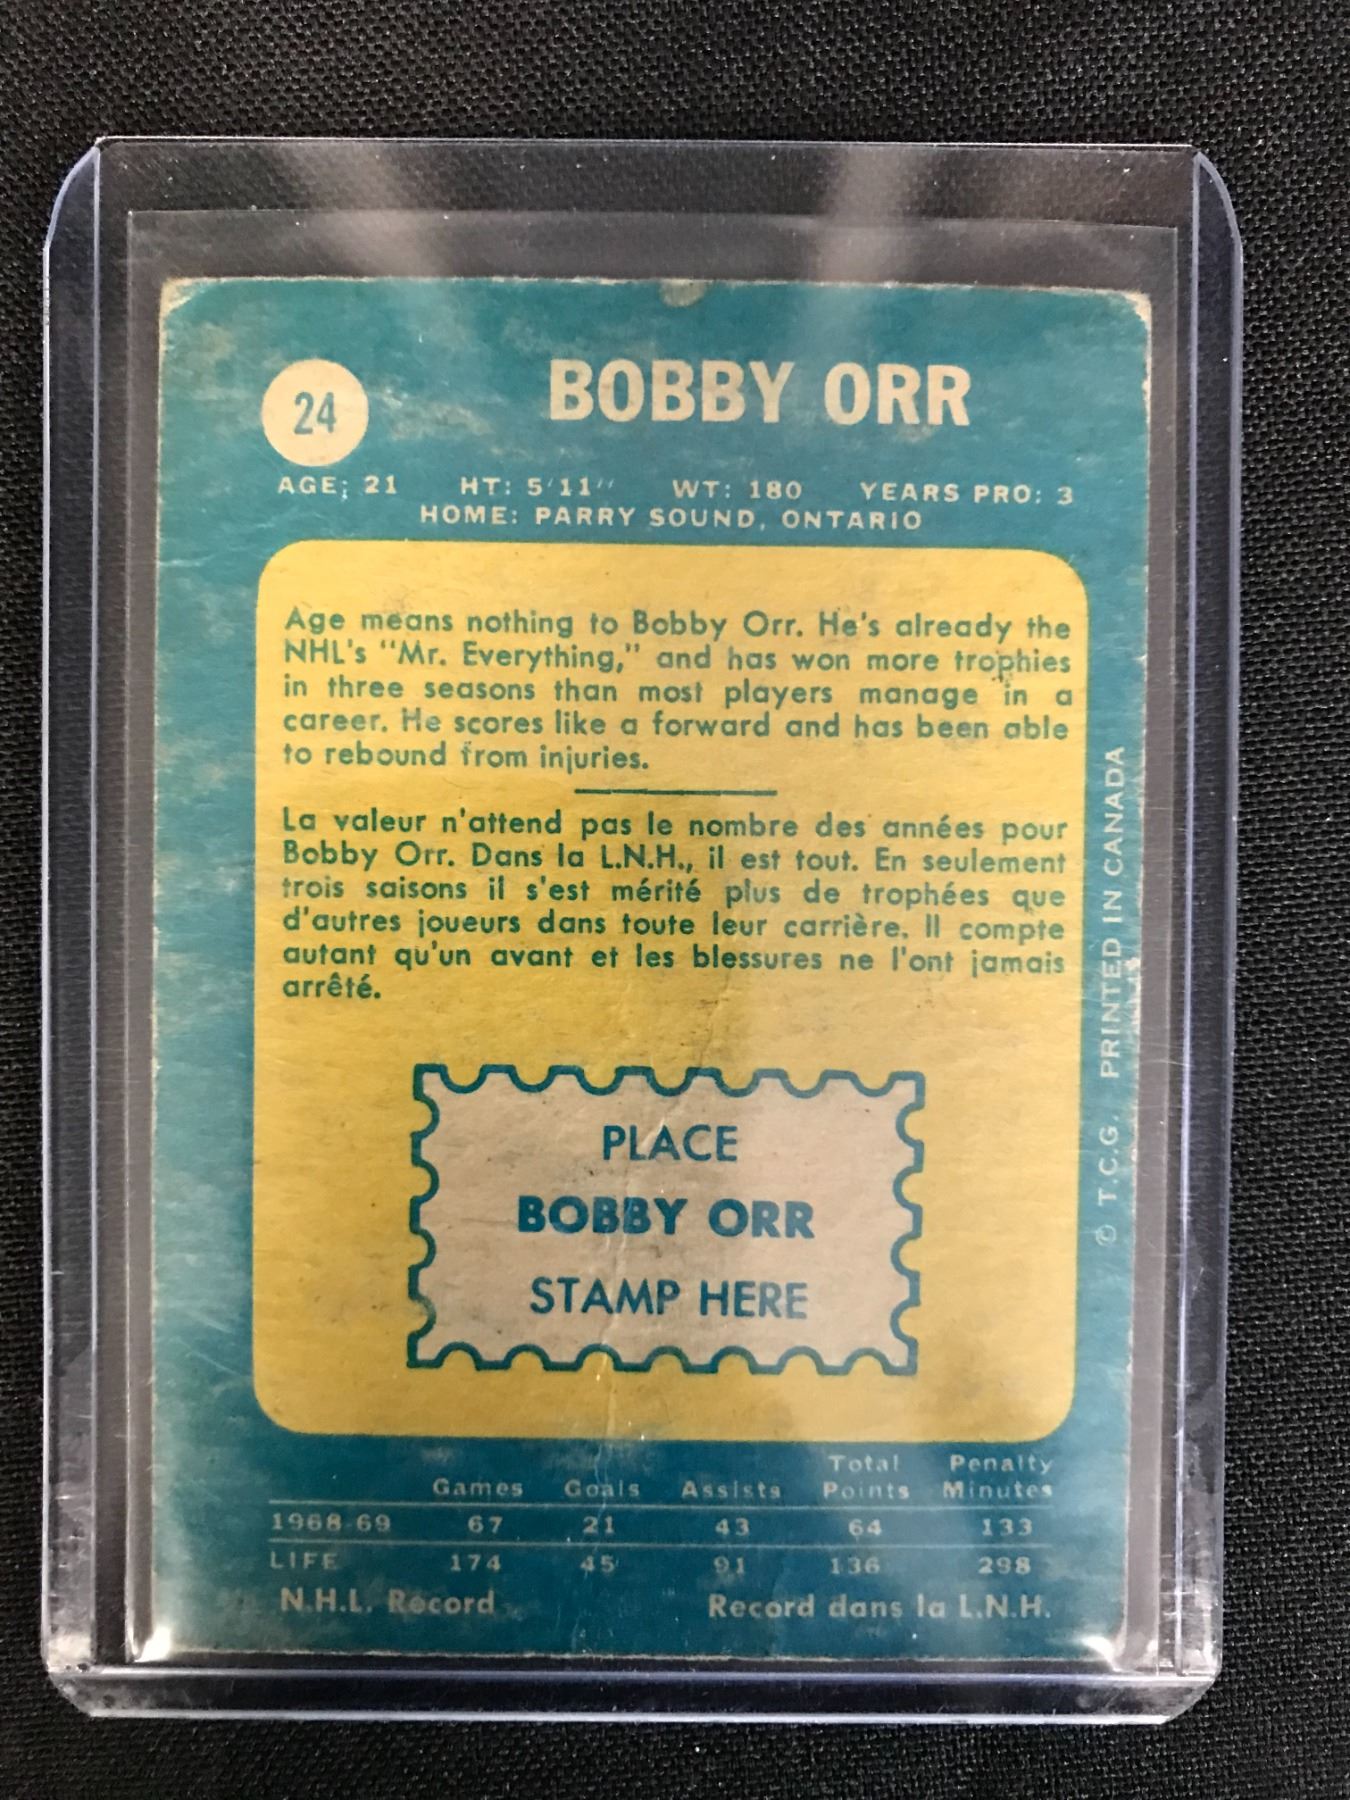 24
BOBBY ORR
AGE; 21 HT: 5'11" WT: 180 YEARS PRO: 3
HOME: PARRY SOUND, ONTARIO
Age means nothing to Bobby Orr. He's already the
NHL's "Mr. Everything," and has won more trophies
in three seasons than most players manage in a
career. He scores like a forward and has been able
to rebound from injuries.
La valeur n'attend pas le nombre des années pour
Bobby Orr. Dans la L.N.H., il est tout. En seulement
trois saisons il s'est mérité plus de trophées que
d'autres joueurs dans toute leur carrière. Il compte
autant qu'un avant et les blessures ne l'ont jamais
arrêté.
PLACE
BOBBY ORR
STAMP HERE
© T.C.G. PRINTED IN CANADA
Games Goals Assists Total Points Penalty Minutes
1968-69 67 21 43 64 133
LIFE 174 45 91 136 298
N.H.L. Record Record dans la L.N.H.